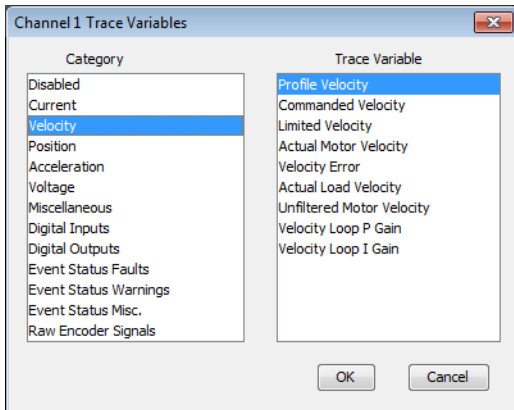 Channel 1 Trace Variables
Category
Trace Variable
Disabled
Current
Velocity
Position
Acceleration
Voltage
Miscellaneous
Digital Inputs
Digital Outputs
Event Status Faults
Event Status Warnings
Event Status Misc.
Raw Encoder Signals
Profile Velocity
Commanded Velocity
Limited Velocity
Actual Motor Velocity
Velocity Error
Actual Load Velocity
Unfiltered Motor Velocity
Velocity Loop P Gain
Velocity Loop I Gain
OK
Cancel